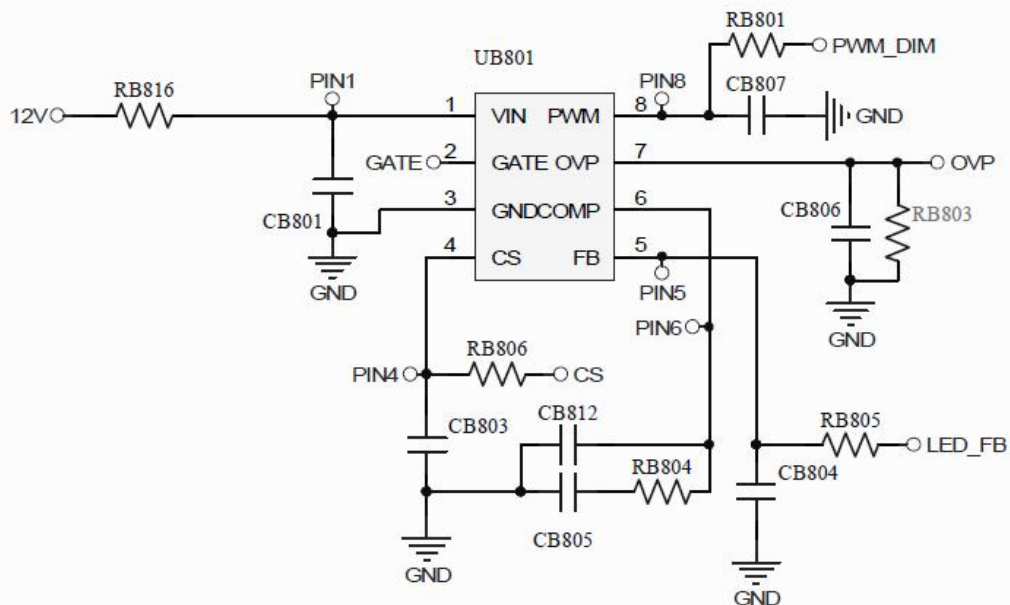 RB801
PWM_DIM
UB801
PIN1
PIN8
CB807
RB816
12V
1
VIN PWM
8
GND
GATE
2
GATE OVP
7
OVP
CB801
3
GNDCOMP
6
CB806
RB803
4
CS FB
5
GND
PIN5
GND
PIN6
RB806
PIN4
CS
CB803
CB812
RB805
LED_FB
RB804
CB804
CB805
GND
GND